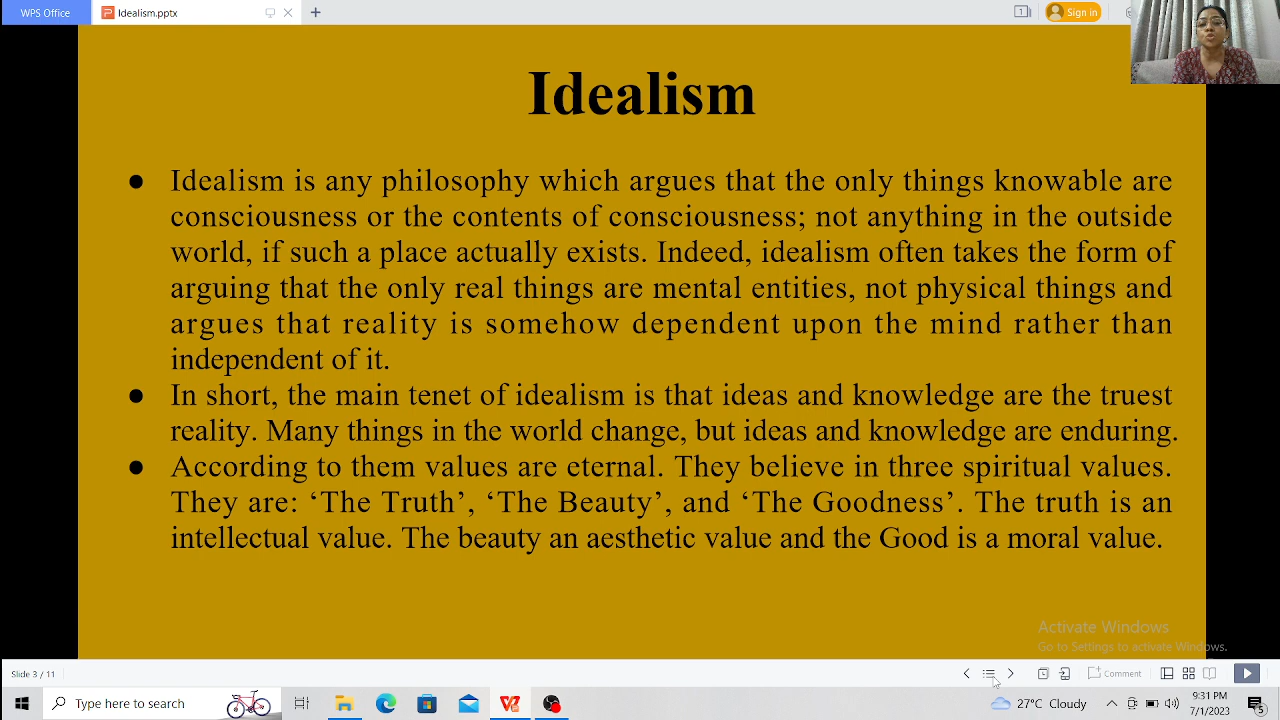 WPS Office
Idealism.pptx
1
Sign in
Idealism
● Idealism is any philosophy which argues that the only things knowable are
consciousness or the contents of consciousness; not anything in the outside
world, if such a place actually exists. Indeed, idealism often takes the form of
arguing that the only real things are mental entities, not physical things and
argues that reality is somehow dependent upon the mind rather than
independent of it.
● In short, the main tenet of idealism is that ideas and knowledge are the truest
reality. Many things in the world change, but ideas and knowledge are enduring.
● According to them values are eternal. They believe in three spiritual values.
They are: ‘The Truth’, ‘The Beauty’, and ‘The Goodness’. The truth is an
intellectual value. The beauty an aesthetic value and the Good is a moral value.
Activate Windows
Go to Settings to activate Windows.
Slide 3 / 11
Comment
Type here to search
27°C Cloudy
9:31 PM
7/1/2023
5